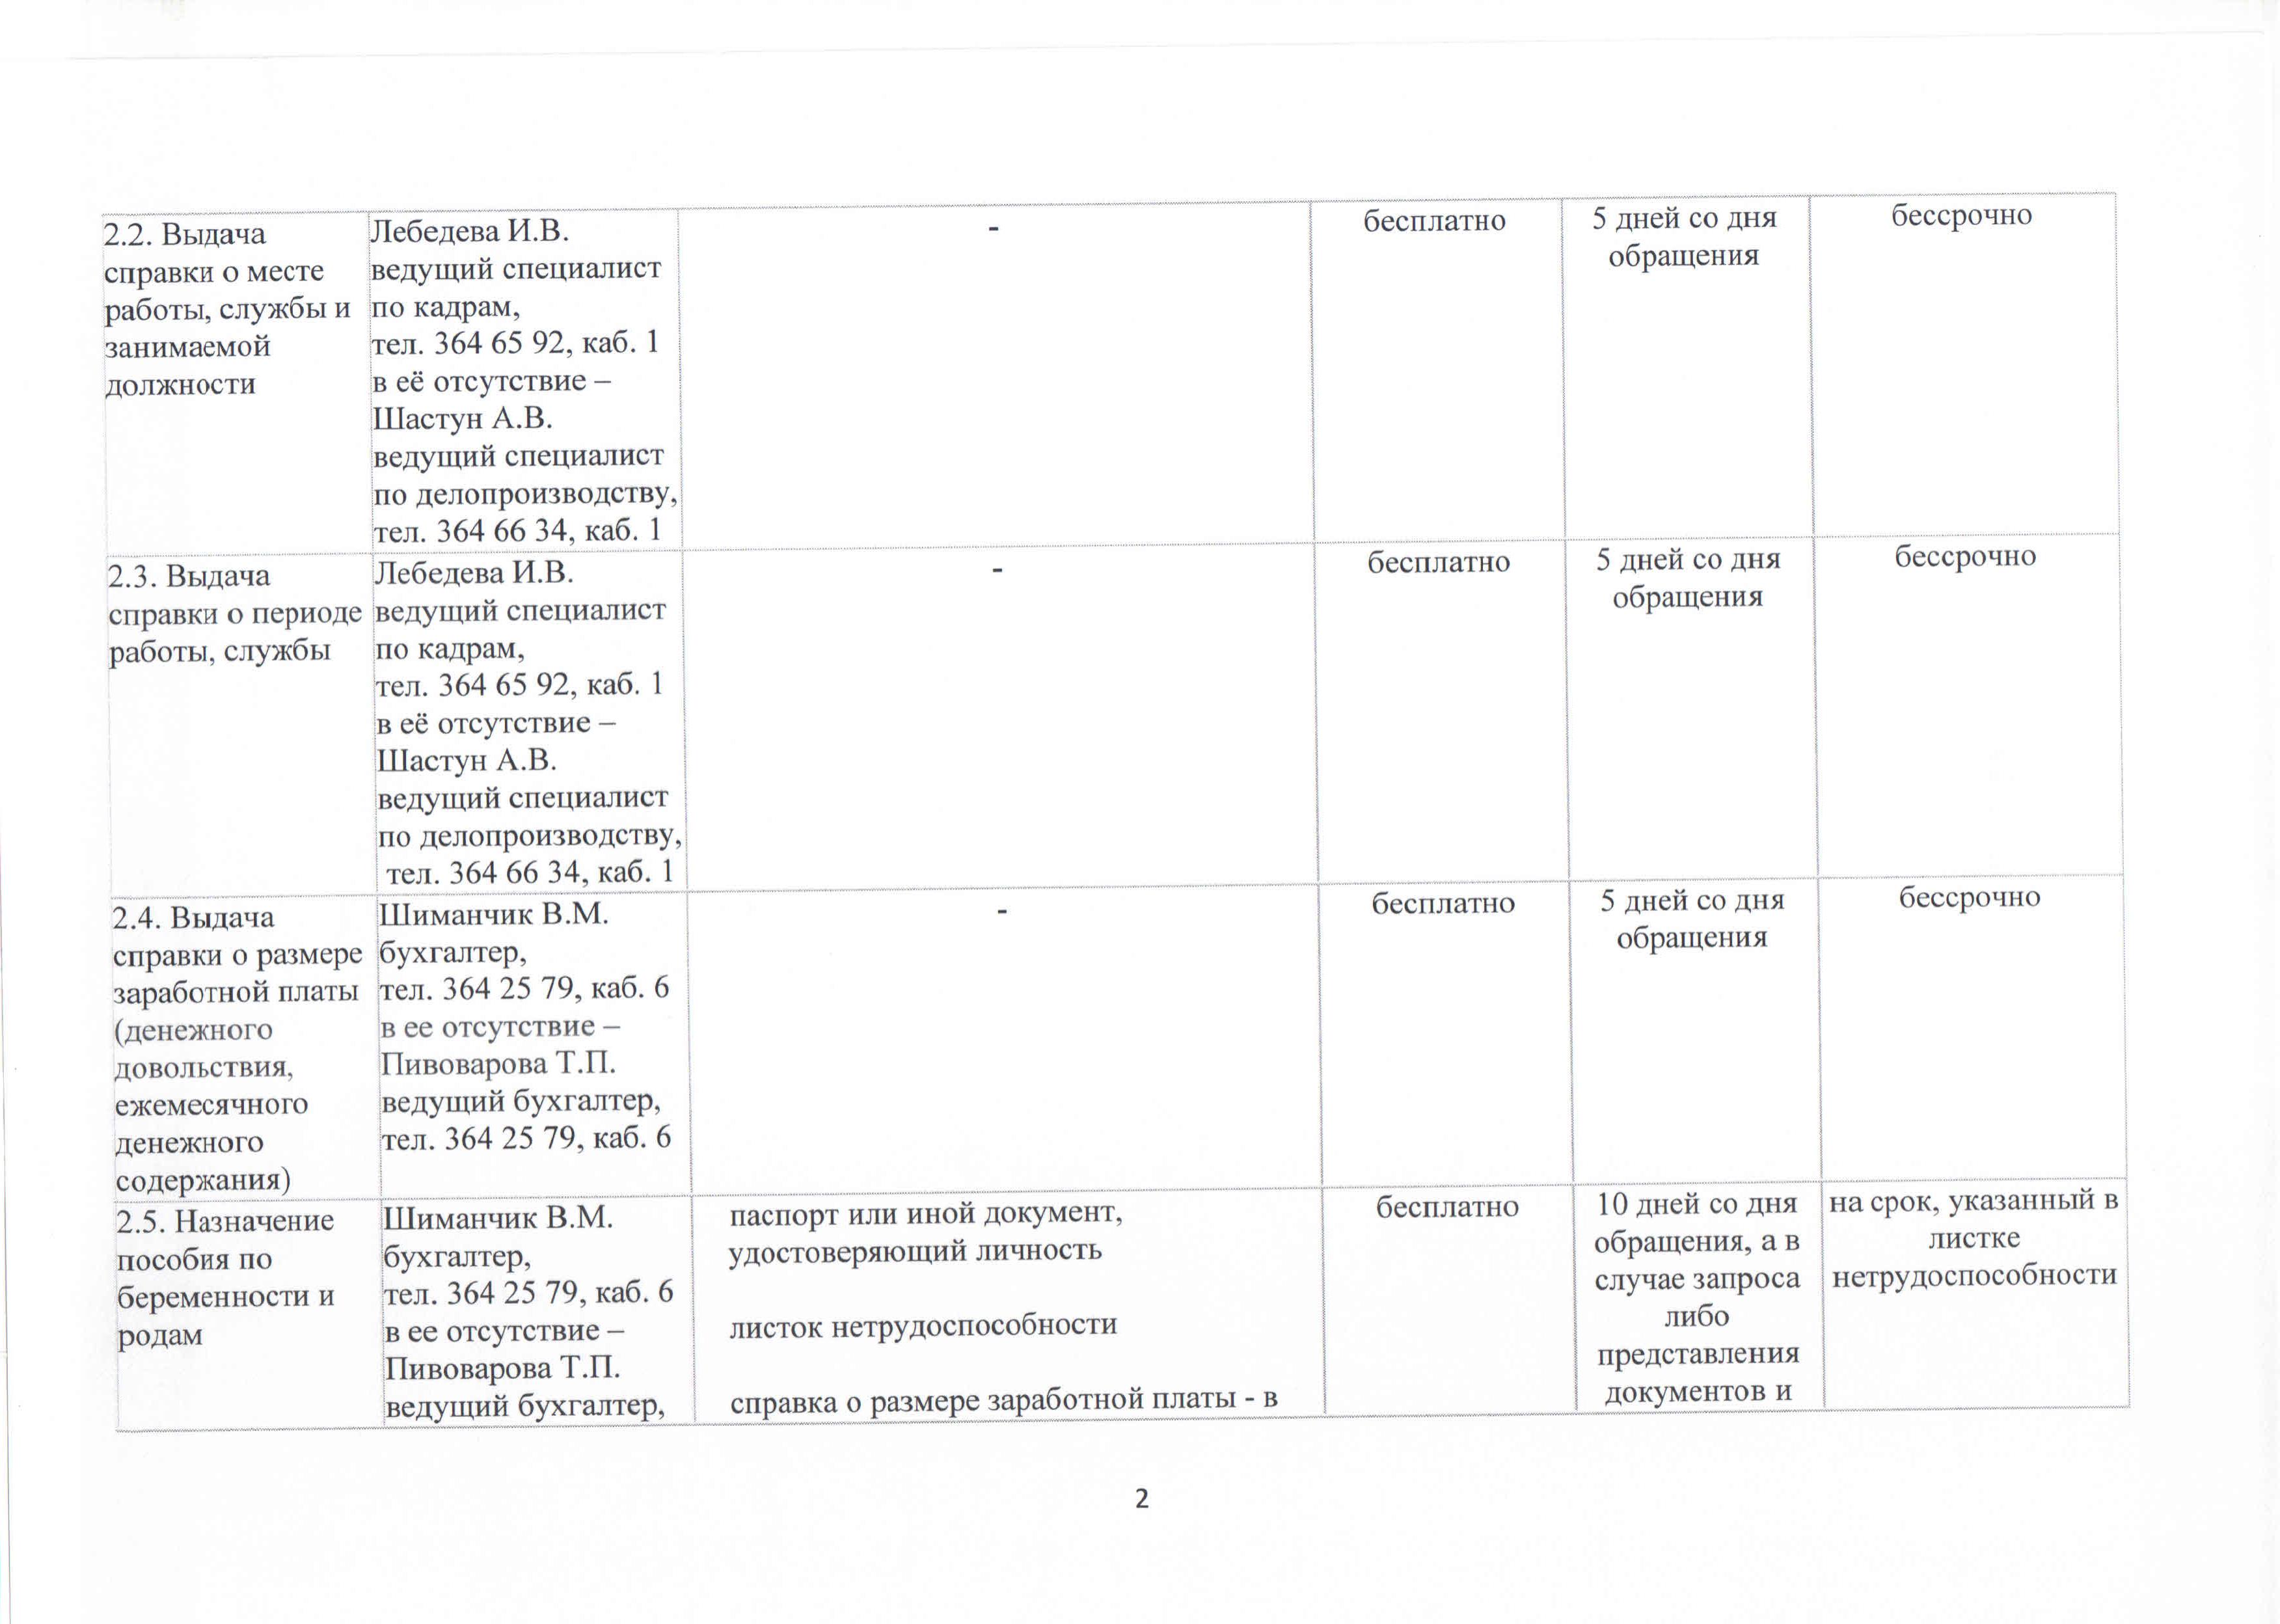 2.2. Выдача
справки о месте
работы, службы и
занимаемой
должности
Лебедева И.В.
ведущий специалист
по кадрам,
тел. 364 65 92, каб. 1
в её отсутствие –
Шастун А.В.
ведущий специалист
по делопроизводству,
тел. 364 66 34, каб. 1
-
бесплатно
5 дней со дня
обращения
бессрочно
2.3. Выдача
справки о периоде
работы, службы
Лебедева И.В.
ведущий специалист
по кадрам,
тел. 364 65 92, каб. 1
в её отсутствие –
Шастун А.В.
ведущий специалист
по делопроизводству,
тел. 364 66 34, каб. 1
-
бесплатно
5 дней со дня
обращения
бессрочно
2.4. Выдача
справки о размере
заработной платы
(денежного
довольствия,
ежемесячного
денежного
содержания)
Шиманчик В.М.
бухгалтер,
тел. 364 25 79, каб. 6
в ее отсутствие –
Пивоварова Т.П.
ведущий бухгалтер,
тел. 364 25 79, каб. 6
-
бесплатно
5 дней со дня
обращения
бессрочно
2.5. Назначение
пособия по
беременности и
родам
Шиманчик В.М.
бухгалтер,
тел. 364 25 79, каб. 6
в ее отсутствие –
Пивоварова Т.П.
ведущий бухгалтер,
паспорт или иной документ,
удостоверяющий личность
листок нетрудоспособности
справка о размере заработной платы - в
бесплатно
10 дней со дня
обращения, а в
случае запроса
либо
представления
документов и
на срок, указанный в
листке
нетрудоспособности
2